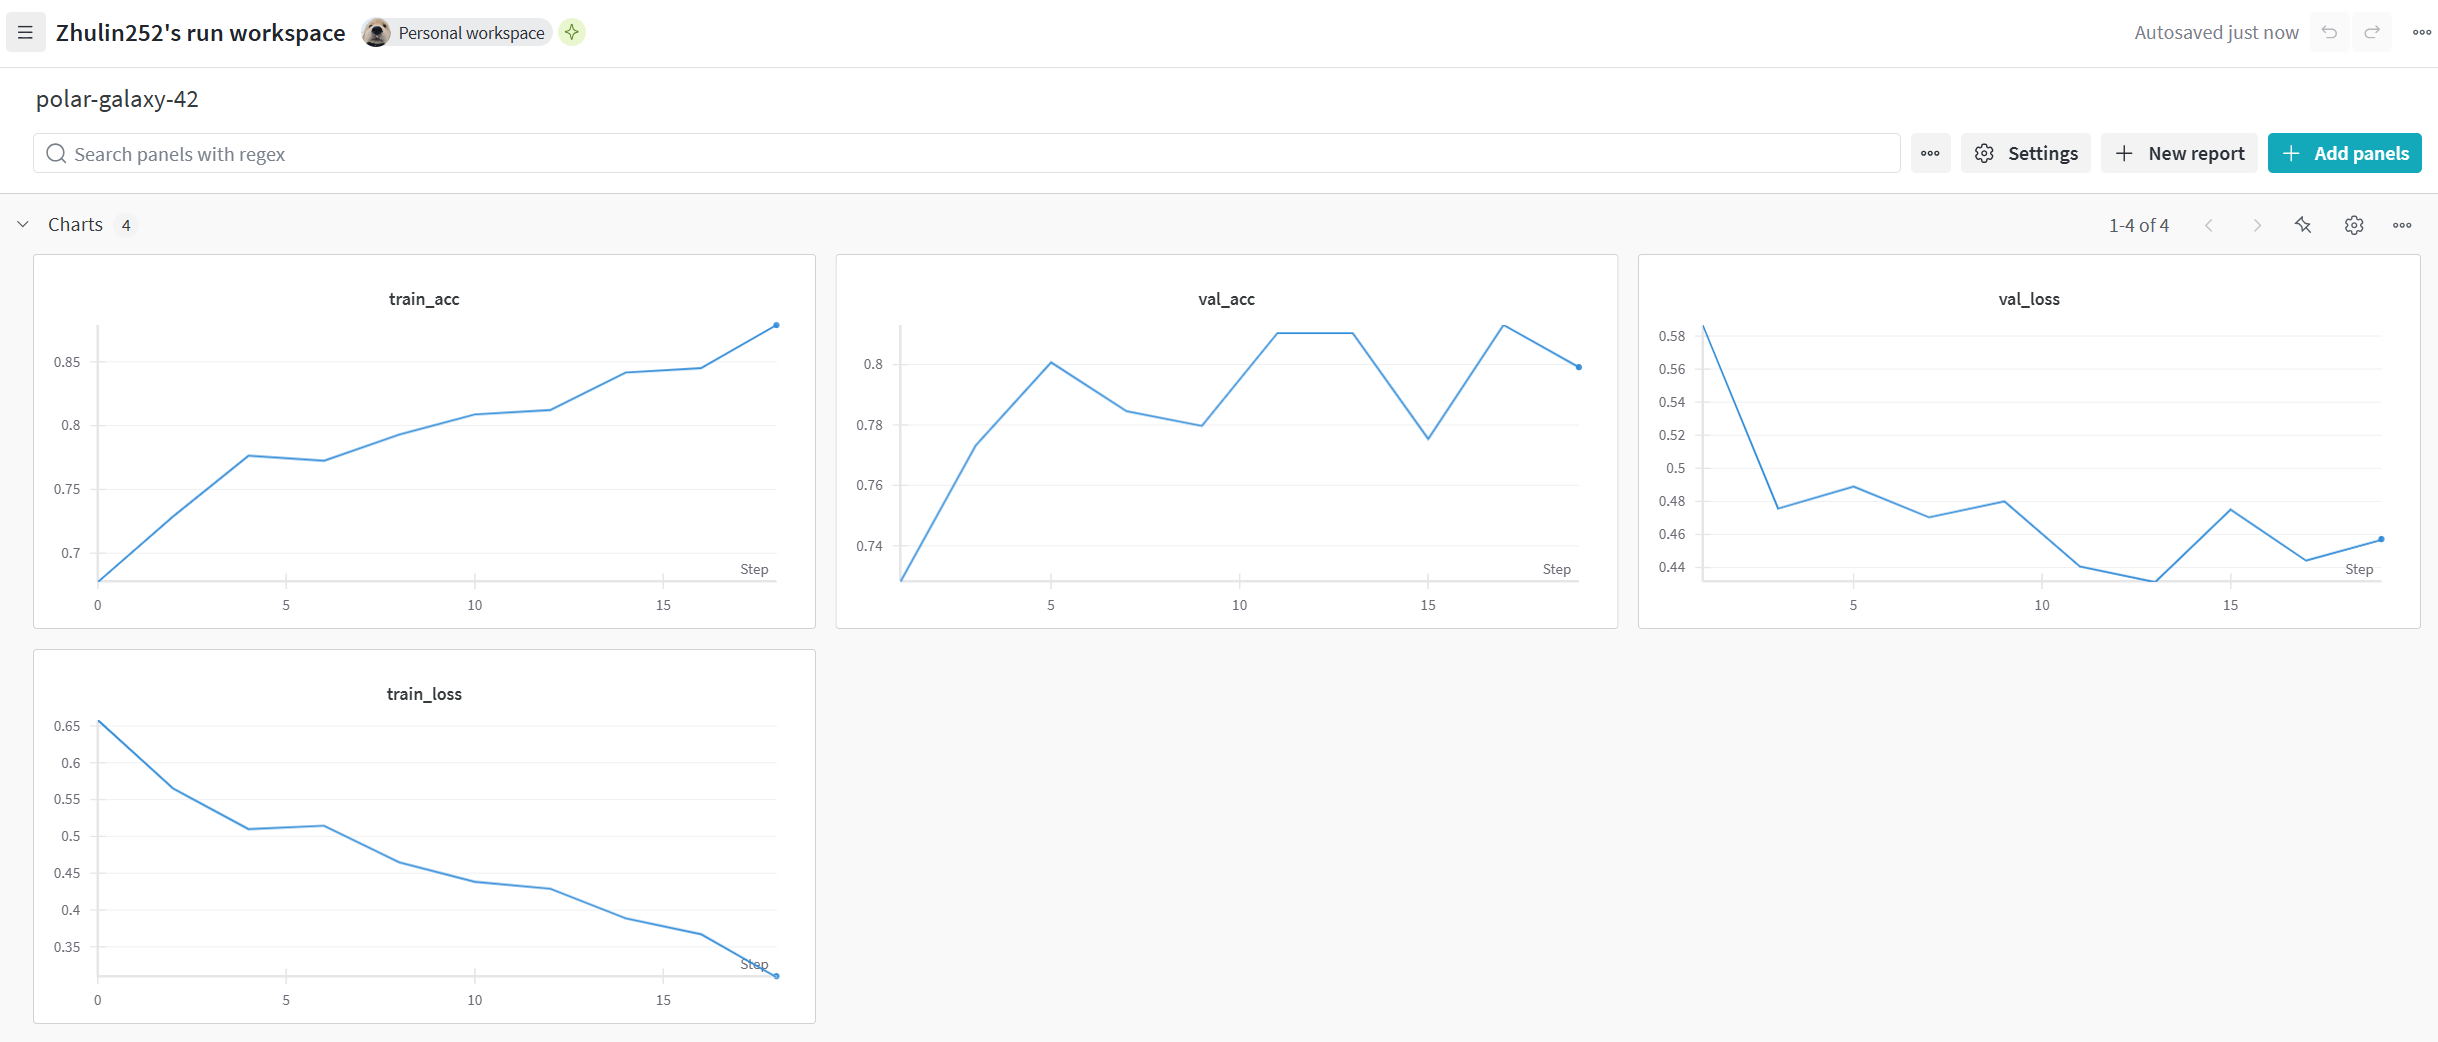 Zhulin252's run workspace Personal workspace Autosaved just now
polar-galaxy-42
Search panels with regex Settings New report Add panels
Charts 4 1-4 of 4
train_acc
0.85
0.8
0.75
0.7
Step
0 5 10 15
val_acc
0.8
0.78
0.76
0.74
Step
5 10 15
val_loss
0.58
0.56
0.54
0.52
0.5
0.48
0.46
0.44
Step
5 10 15
train_loss
0.65
0.6
0.55
0.5
0.45
0.4
0.35
Step
0 5 10 15